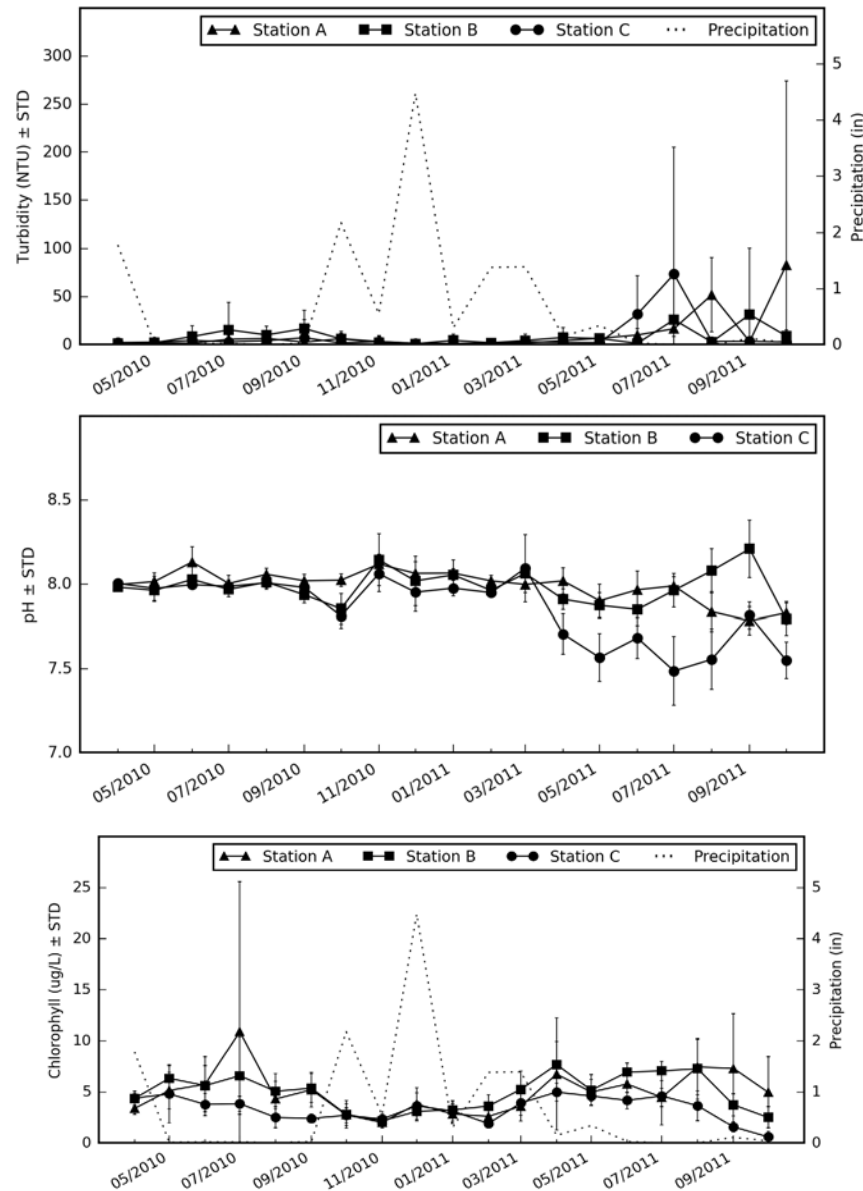 Station A Station B Station C Precipitation
300
250
200
150
100
50
0
Turbidity (NTU) ± STD
5
4
3
2
1
0
Precipitation (in)
05/2010 07/2010 09/2010 11/2010 01/2011 03/2011 05/2011 07/2011 09/2011
Station A Station B Station C
8.5
8.0
7.5
7.0
pH ± STD
05/2010 07/2010 09/2010 11/2010 01/2011 03/2011 05/2011 07/2011 09/2011
Station A Station B Station C Precipitation
25
20
15
10
5
0
Chlorophyll (ug/L) ± STD
5
4
3
2
1
0
Precipitation (in)
05/2010 07/2010 09/2010 11/2010 01/2011 03/2011 05/2011 07/2011 09/2011